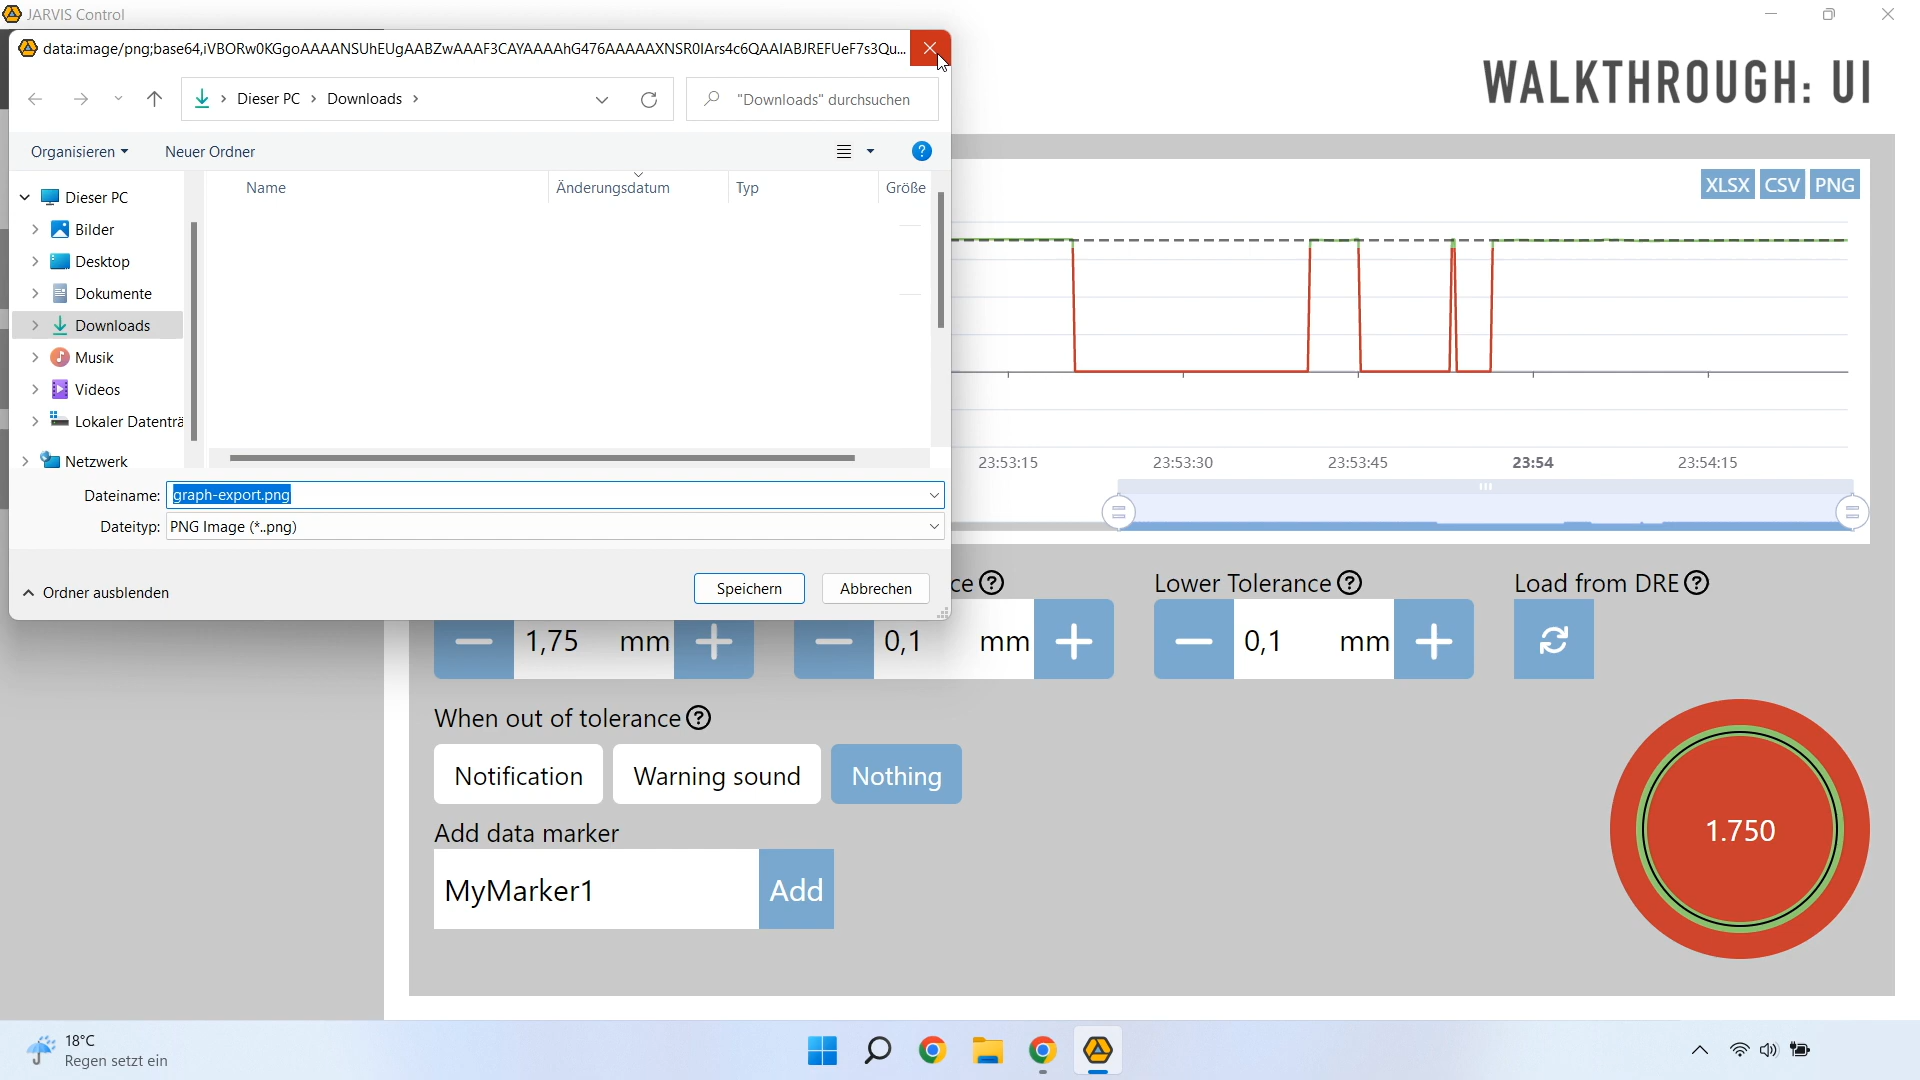 JARVIS Control
data:image/png;base64,iVBORw0KGgoAAAANSUhEUgAABZwAAAF3CAYAAAAhG476AAAAAXNSR0IArs4c6QAAIABJREFUeF7s3Qu...
WALKTHROUGH: UI
Dieser PC
Downloads
"Downloads" durchsuchen
Organisieren
Neuer Ordner
Name
Änderungsdatum
Typ
Größe
Dieser PC
Bilder
Desktop
Dokumente
Downloads
Musik
Videos
Lokaler Datenträ
Netzwerk
Dateiname: graph-export.png
Dateityp: PNG Image (*..png)
Ordner ausblenden
Speichern
Abbrechen
XLSX CSV PNG
23:53:15 23:53:30 23:53:45 23:54 23:54:15
ce ? Lower Tolerance ? Load from DRE ?
1,75 mm 0,1 mm 0,1 mm
When out of tolerance ?
Notification Warning sound Nothing
Add data marker
MyMarker1 Add
1.750
18°C
Regen setzt ein